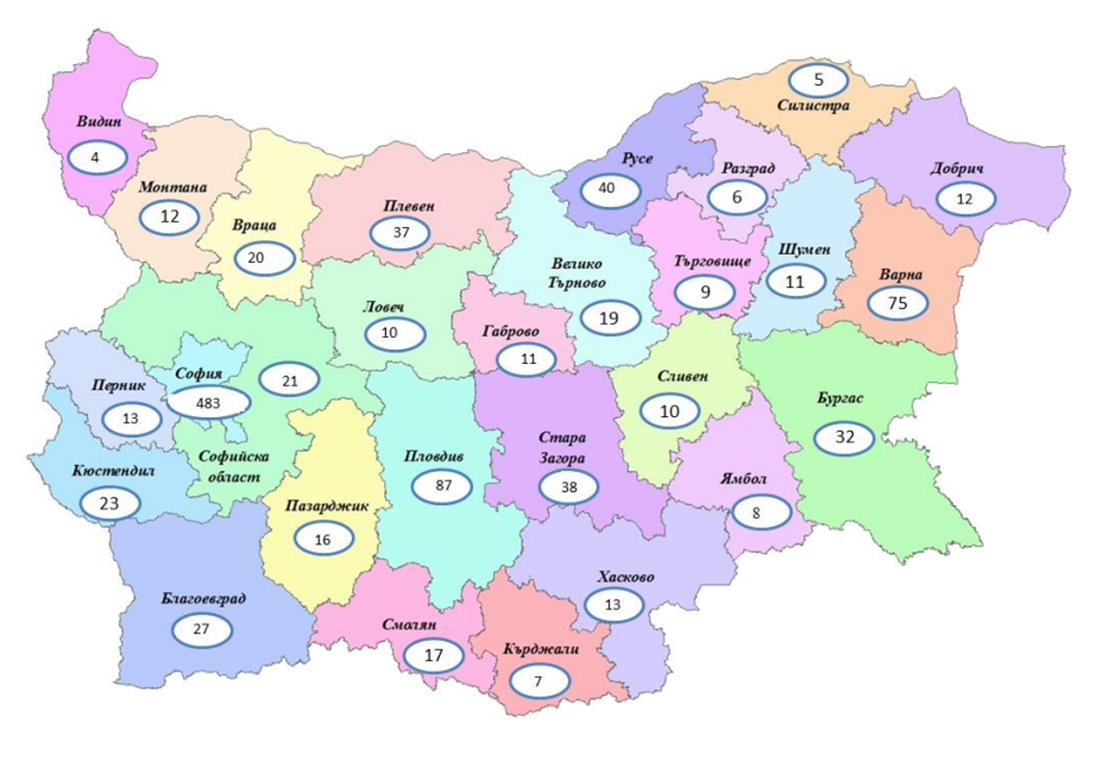 5
Силистра
Видин
4
Русе
40
Разград
6
Добрич
12
Монтана
12
Враца
20
Плевен
37
Велико
Търново
19
Търговище
9
Шумен
11
Варна
75
Ловеч
10
Габрово
11
София
483
21
Перник
13
Сливен
10
Бургас
32
Кюстендил
23
Софийска
област
Пловдив
87
Стара
Загора
38
Ямбол
8
Пазарджик
16
Благоевград
27
Хасково
13
Смолян
17
Кърджали
7